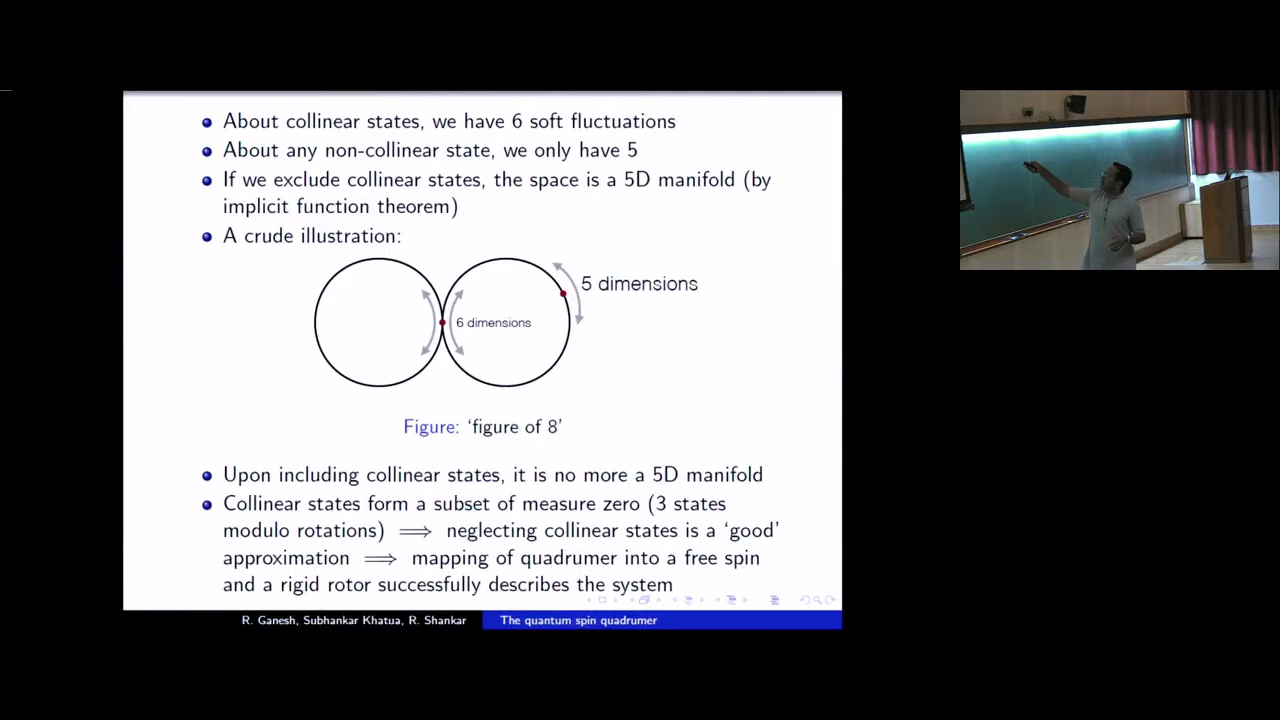 About collinear states, we have 6 soft fluctuations
About any non-collinear state, we only have 5
If we exclude collinear states, the space is a 5D manifold (by
implicit function theorem)
A crude illustration:
5 dimensions
6 dimensions
Figure: ‘figure of 8’
Upon including collinear states, it is no more a 5D manifold
Collinear states form a subset of measure zero (3 states
modulo rotations) ⟹ neglecting collinear states is a ‘good’
approximation ⟹ mapping of quadrumer into a free spin
and a rigid rotor successfully describes the system
R. Ganesh, Subhankar Khatua, R. Shankar
The quantum spin quadrumer